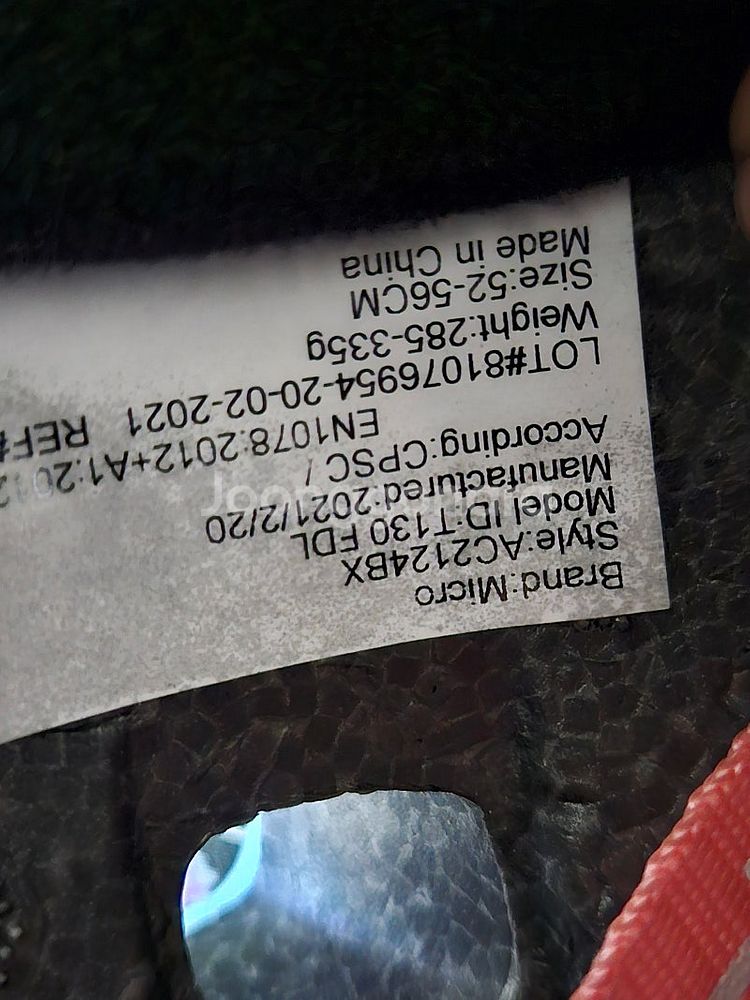 Brand:Micro
Style:AC2124BX
Model ID:T130 FDL
Manufactured:2021/2/20
According:CPSC /
EN1078:2012+A1:2012
LOT#81076954-20-02-2021 REF#
Weight:285-335g
Size:52-56CM
Made in China